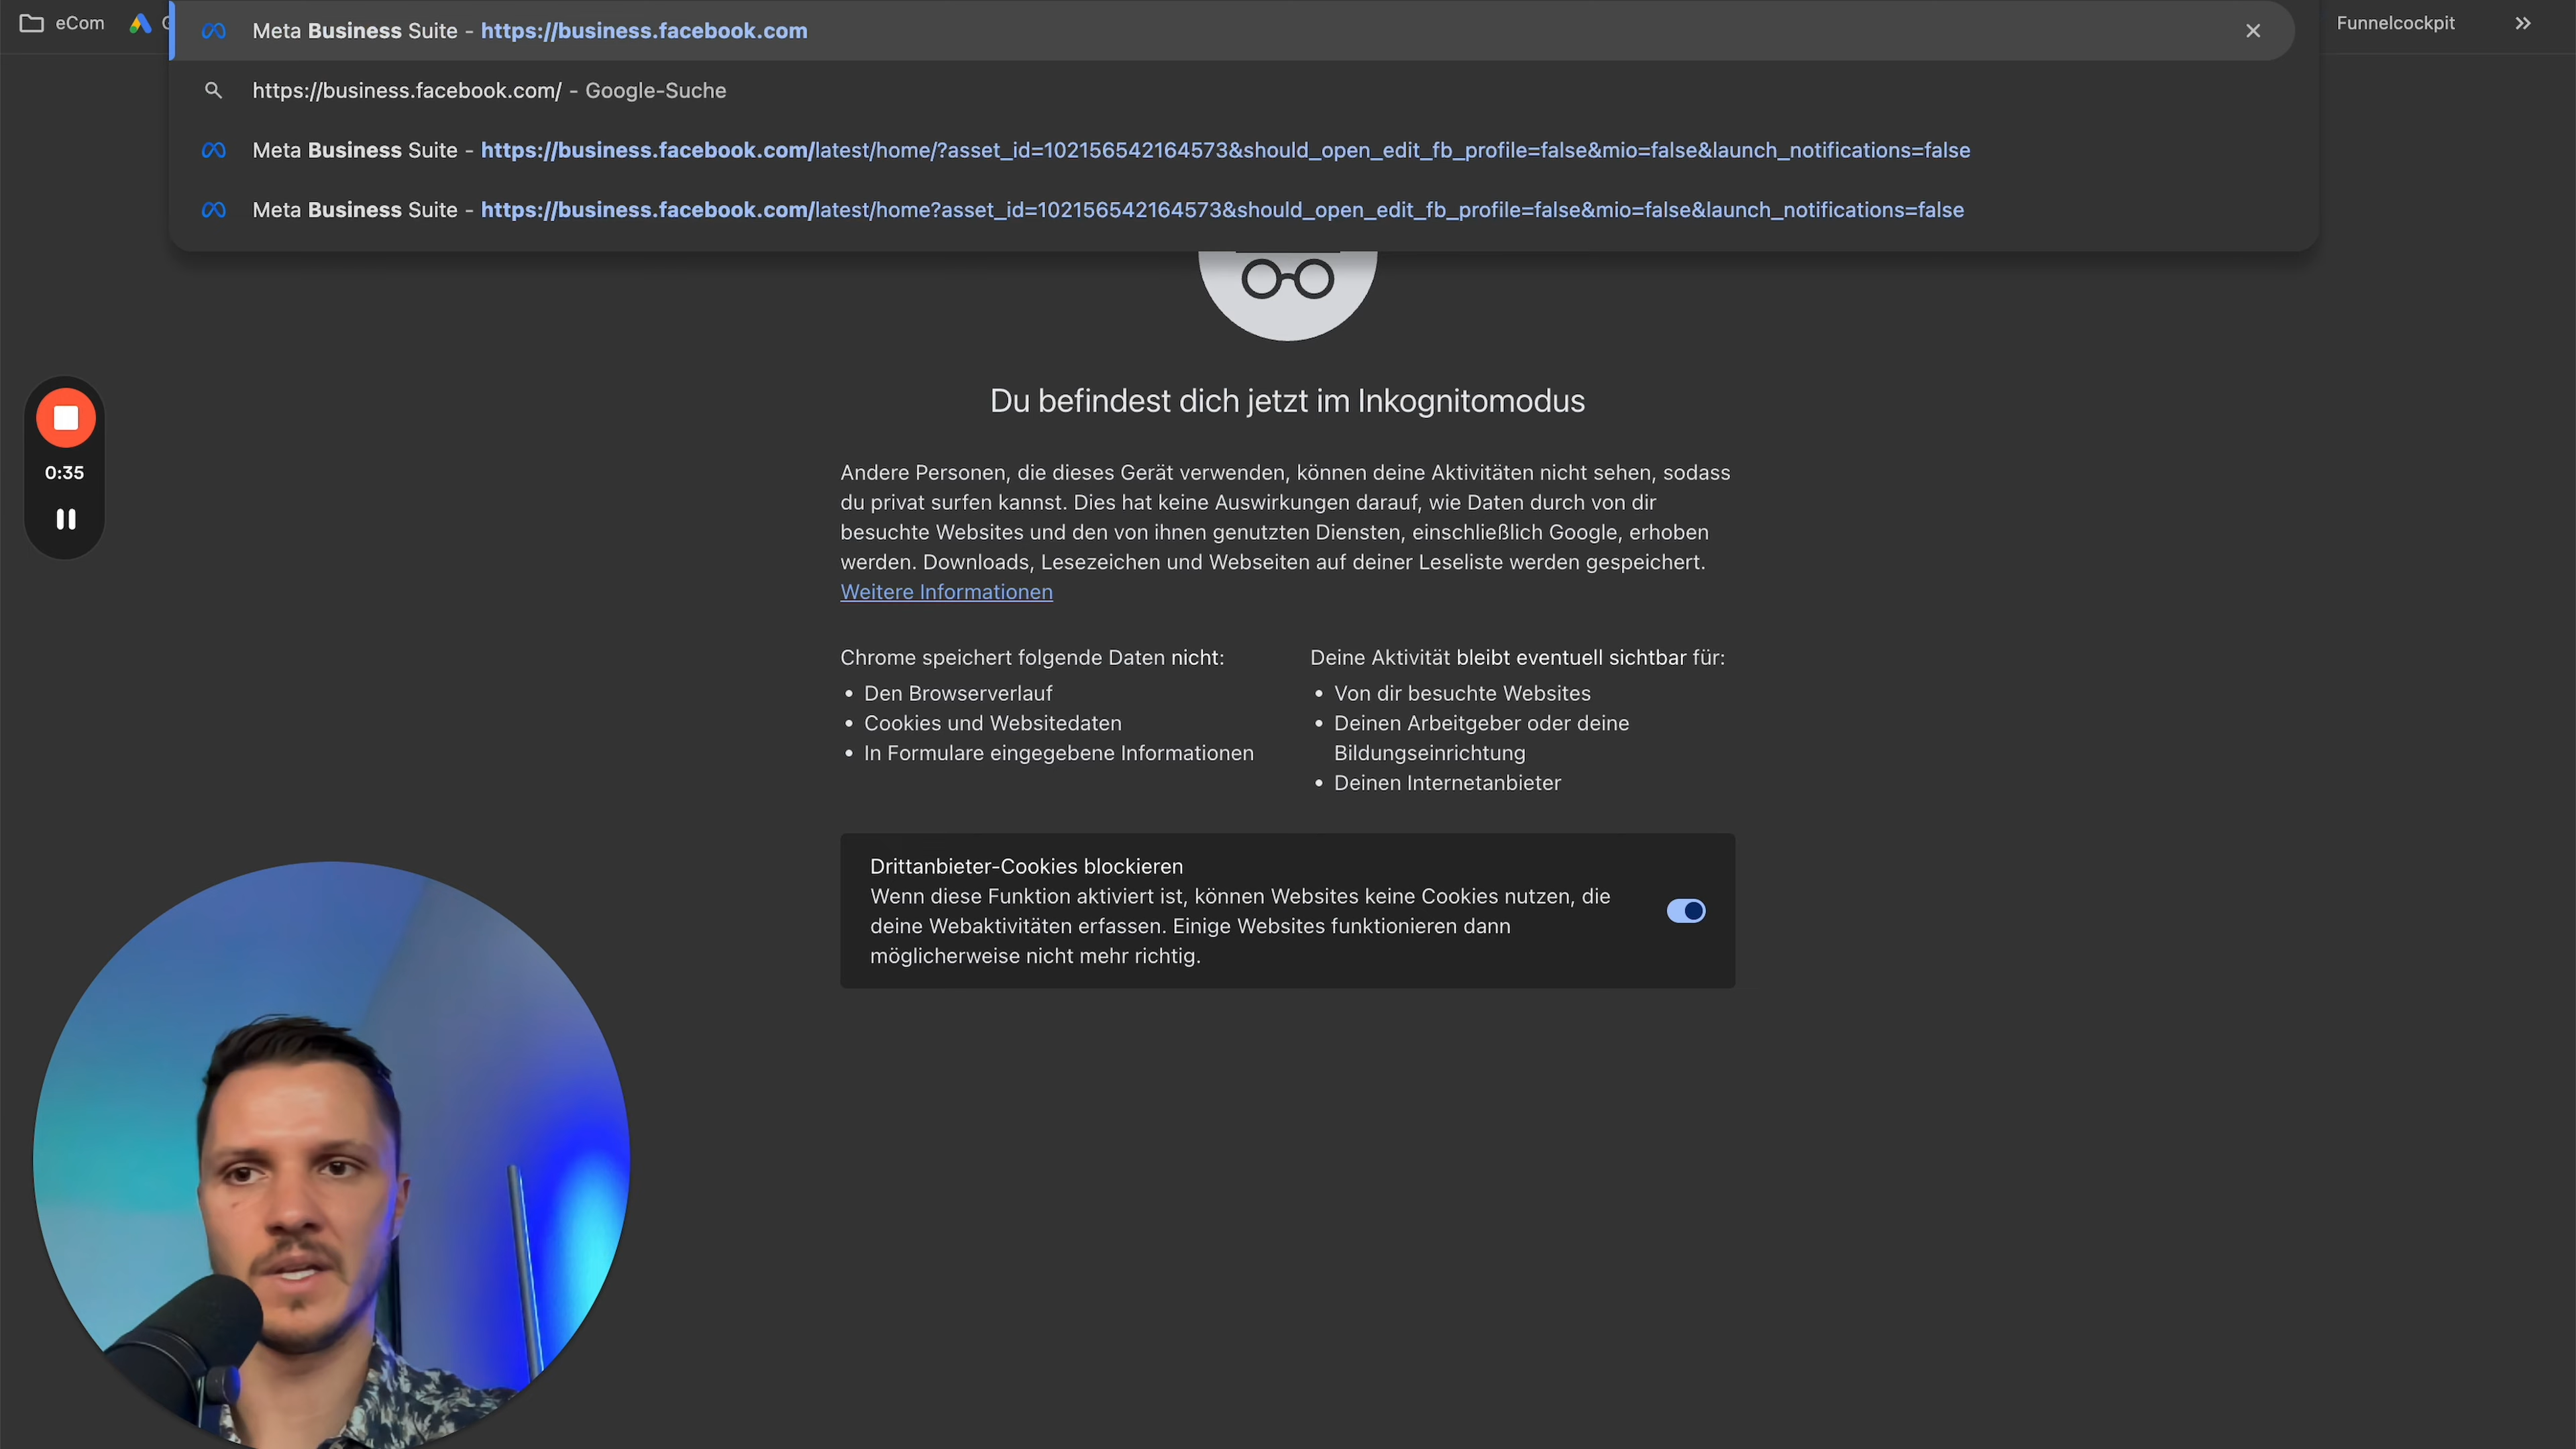 eCom
Meta Business Suite - https://business.facebook.com
Funnelcockpit
https://business.facebook.com/ - Google-Suche
Meta Business Suite - https://business.facebook.com/latest/home/?asset_id=102156542164573&should_open_edit_fb_profile=false&mio=false&launch_notifications=false
Meta Business Suite - https://business.facebook.com/latest/home?asset_id=102156542164573&should_open_edit_fb_profile=false&mio=false&launch_notifications=false
0:35
Du befindest dich jetzt im Inkognitomodus
Andere Personen, die dieses Gerät verwenden, können deine Aktivitäten nicht sehen, sodass
du privat surfen kannst. Dies hat keine Auswirkungen darauf, wie Daten durch von dir
besuchte Websites und den von ihnen genutzten Diensten, einschließlich Google, erhoben
werden. Downloads, Lesezeichen und Webseiten auf deiner Leseliste werden gespeichert.
Weitere Informationen
Chrome speichert folgende Daten nicht:
• Den Browserverlauf
• Cookies und Websitedaten
• In Formulare eingegebene Informationen
Deine Aktivität bleibt eventuell sichtbar für:
• Von dir besuchte Websites
• Deinen Arbeitgeber oder deine
Bildungseinrichtung
• Deinen Internetanbieter
Drittanbieter-Cookies blockieren
Wenn diese Funktion aktiviert ist, können Websites keine Cookies nutzen, die
deine Webaktivitäten erfassen. Einige Websites funktionieren dann
möglicherweise nicht mehr richtig.